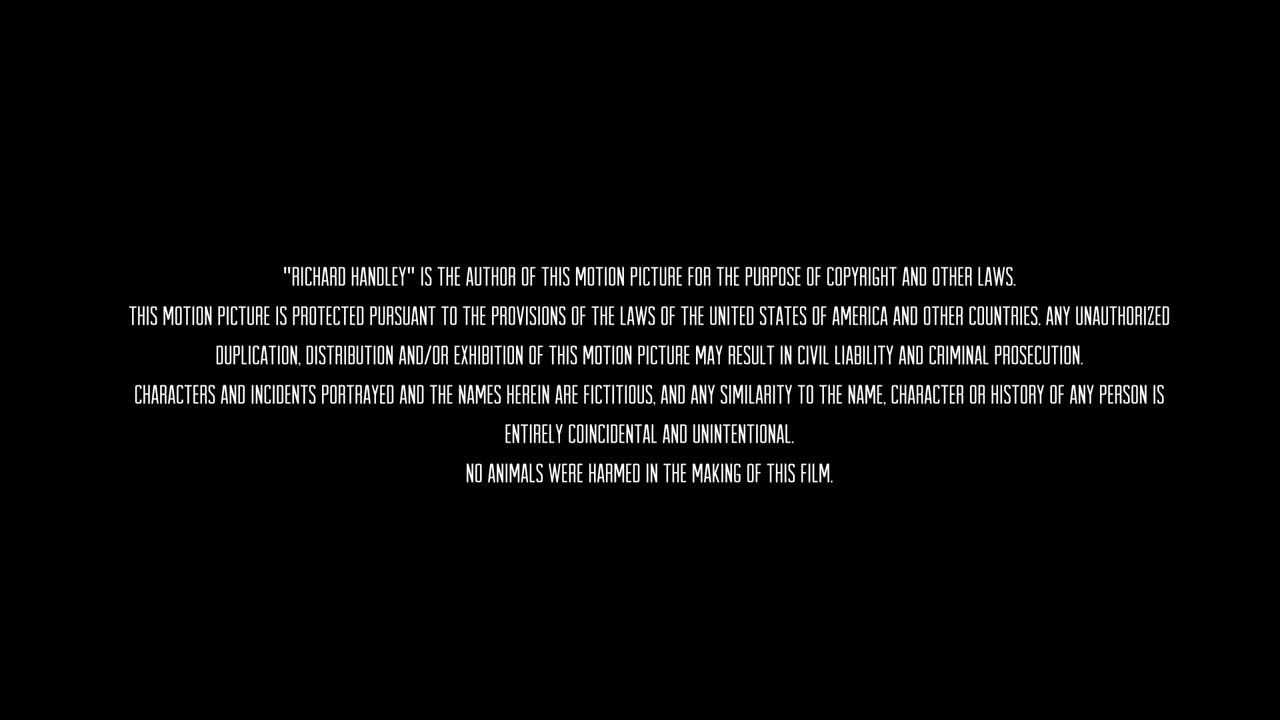 "RICHARD HANDLEY" IS THE AUTHOR OF THIS MOTION PICTURE FOR THE PURPOSE OF COPYRIGHT AND OTHER LAWS.
THIS MOTION PICTURE IS PROTECTED PURSUANT TO THE PROVISIONS OF THE LAWS OF THE UNITED STATES OF AMERICA AND OTHER COUNTRIES. ANY UNAUTHORIZED
DUPLICATION, DISTRIBUTION AND/OR EXHIBITION OF THIS MOTION PICTURE MAY RESULT IN CIVIL LIABILITY AND CRIMINAL PROSECUTION.
CHARACTERS AND INCIDENTS PORTRAYED AND THE NAMES HEREIN ARE FICTITIOUS, AND ANY SIMILARITY TO THE NAME, CHARACTER OR HISTORY OF ANY PERSON IS
ENTIRELY COINCIDENTAL AND UNINTENTIONAL.
NO ANIMALS WERE HARMED IN THE MAKING OF THIS FILM.